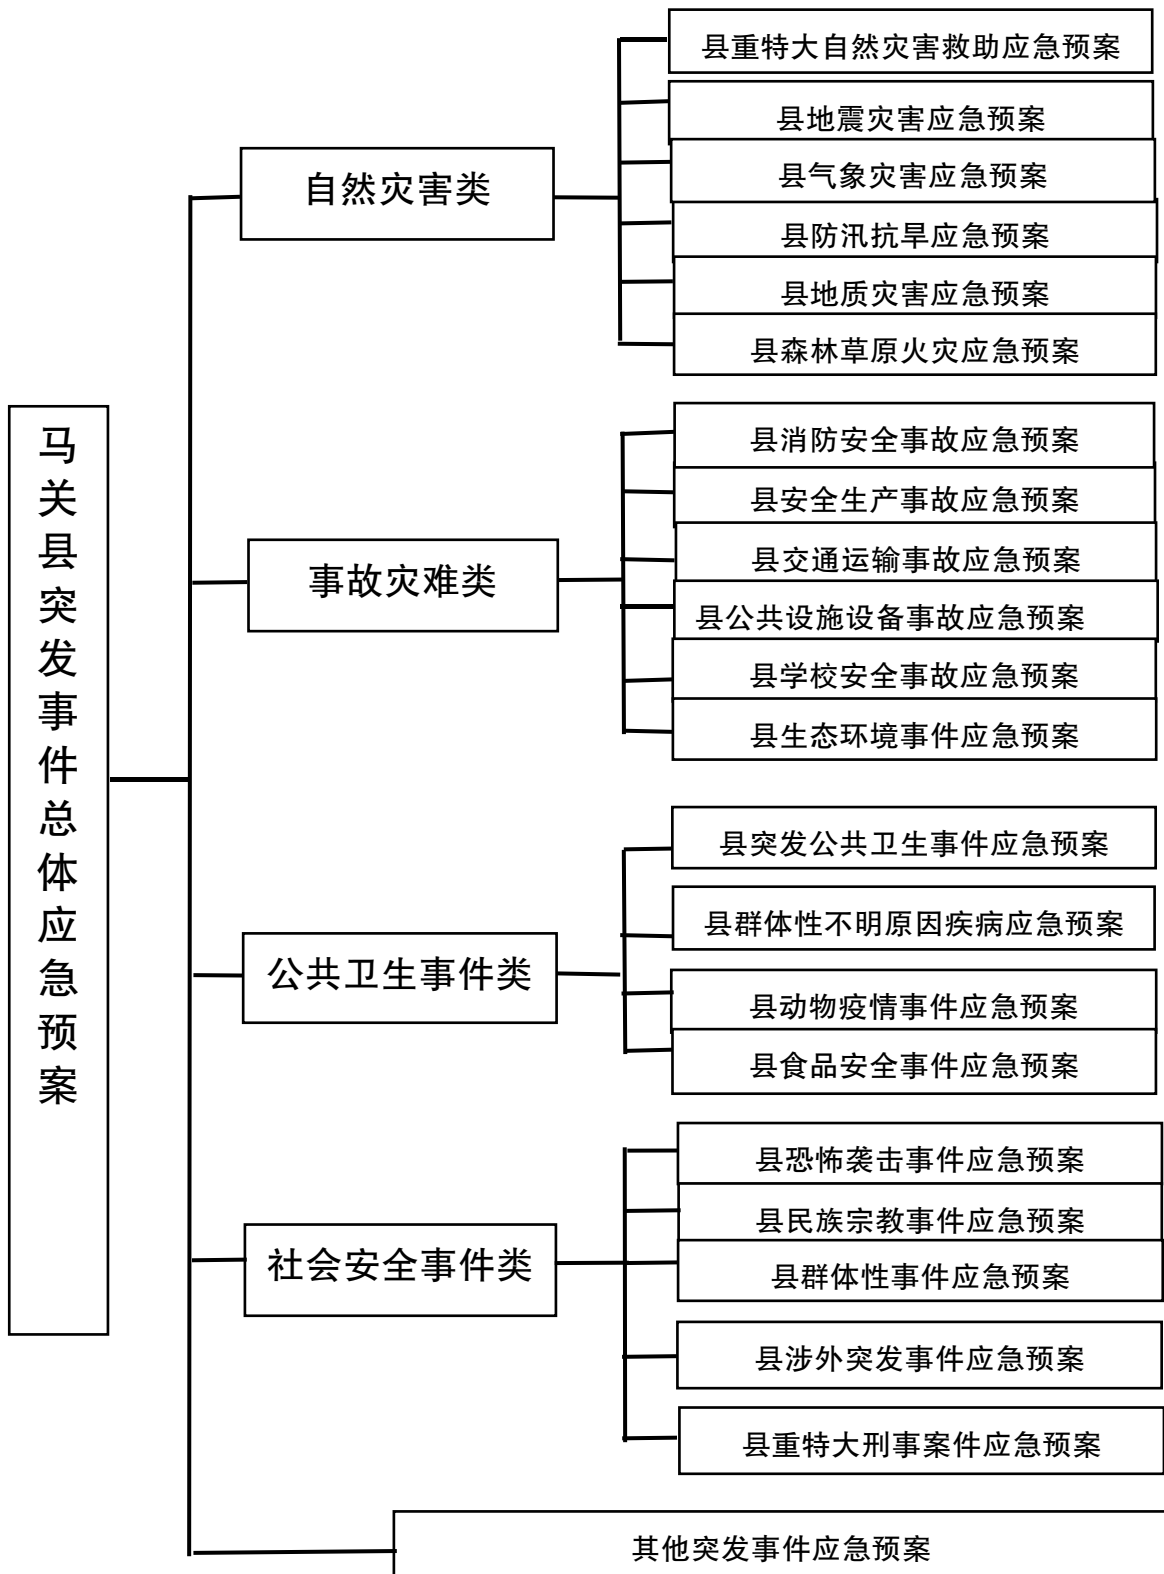 马关县突发事件总体应急预案
自然灾害类
县重特大自然灾害救助应急预案
县地震灾害应急预案
县气象灾害应急预案
县防汛抗旱应急预案
县地质灾害应急预案
县森林草原火灾应急预案
事故灾难类
县消防安全事故应急预案
县安全生产事故应急预案
县交通运输事故应急预案
县公共设施设备事故应急预案
县学校安全事故应急预案
县生态环境事件应急预案
公共卫生事件类
县突发公共卫生事件应急预案
县群体性不明原因疾病应急预案
县动物疫情事件应急预案
县食品安全事件应急预案
社会安全事件类
县恐怖袭击事件应急预案
县民族宗教事件应急预案
县群体性事件应急预案
县涉外突发事件应急预案
县重特大刑事案件应急预案
其他突发事件应急预案